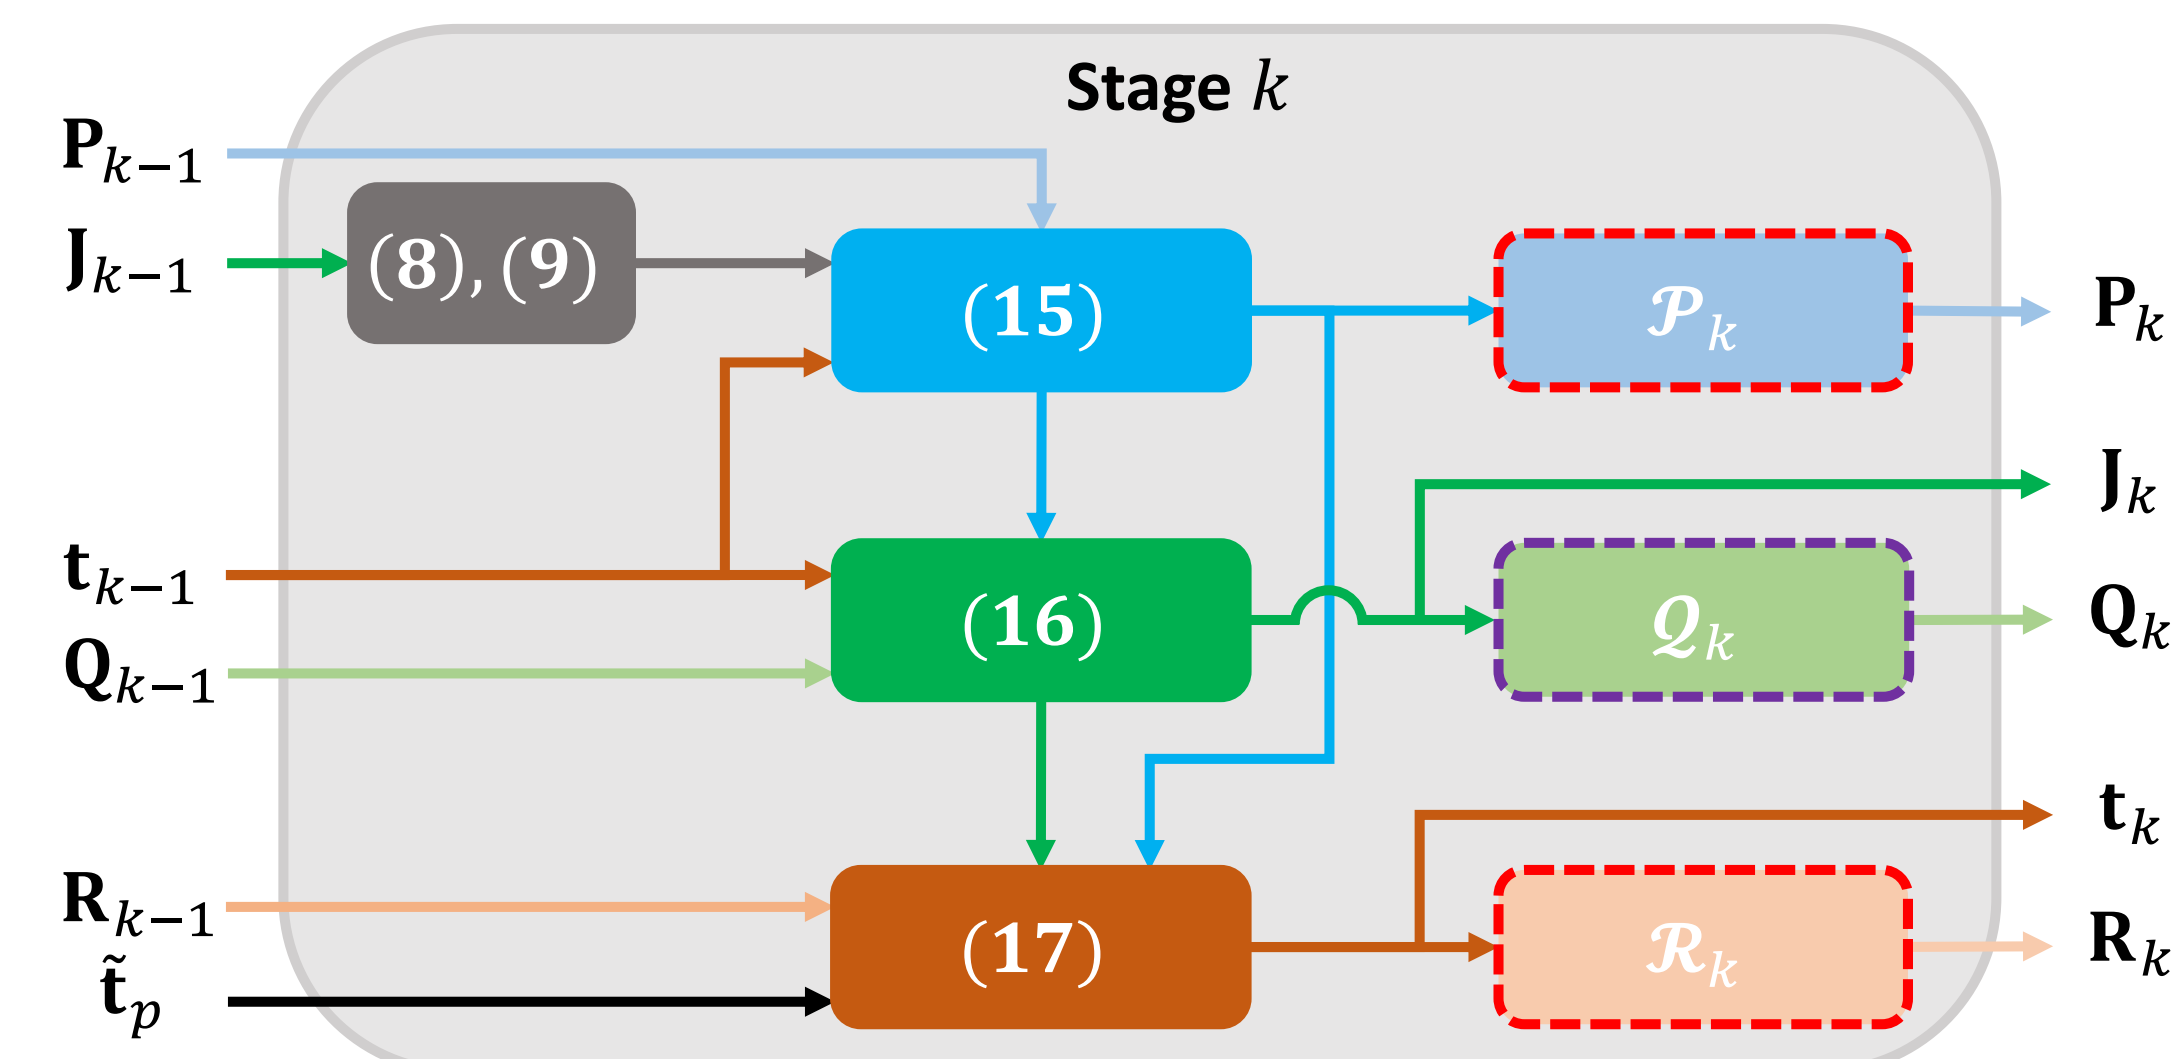 Stage k
P_{k−1}
J_{k−1}
(8), (9)
(15)
𝒫_k
P_k
J_k
t_{k−1}
(16)
𝒬_k
Q_k
Q_{k−1}
t_k
R_{k−1}
(17)
ℛ_k
R_k
t̃_p